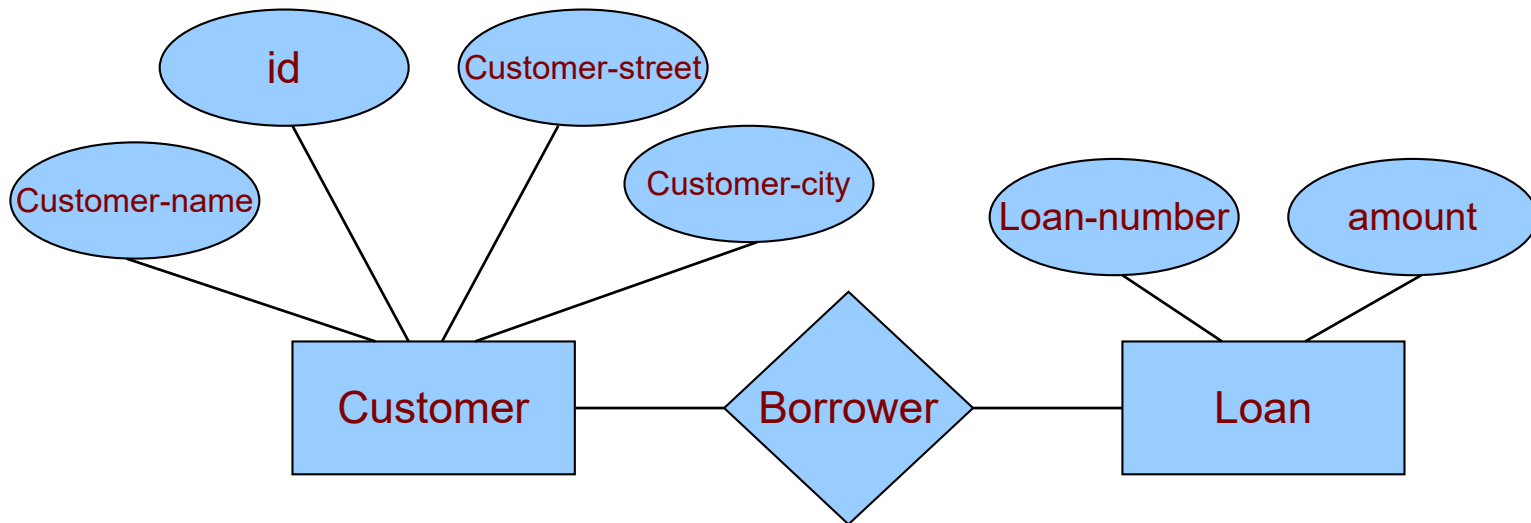 id
Customer-street
Customer-name
Customer-city
Loan-number
amount
Customer
Borrower
Loan